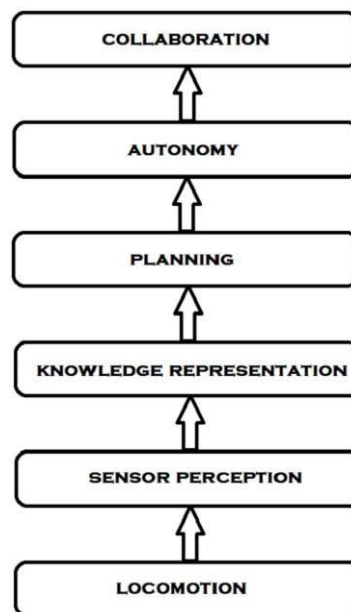 COLLABORATION
AUTONOMY
PLANNING
KNOWLEDGE REPRESENTATION
SENSOR PERCEPTION
LOCOMOTION